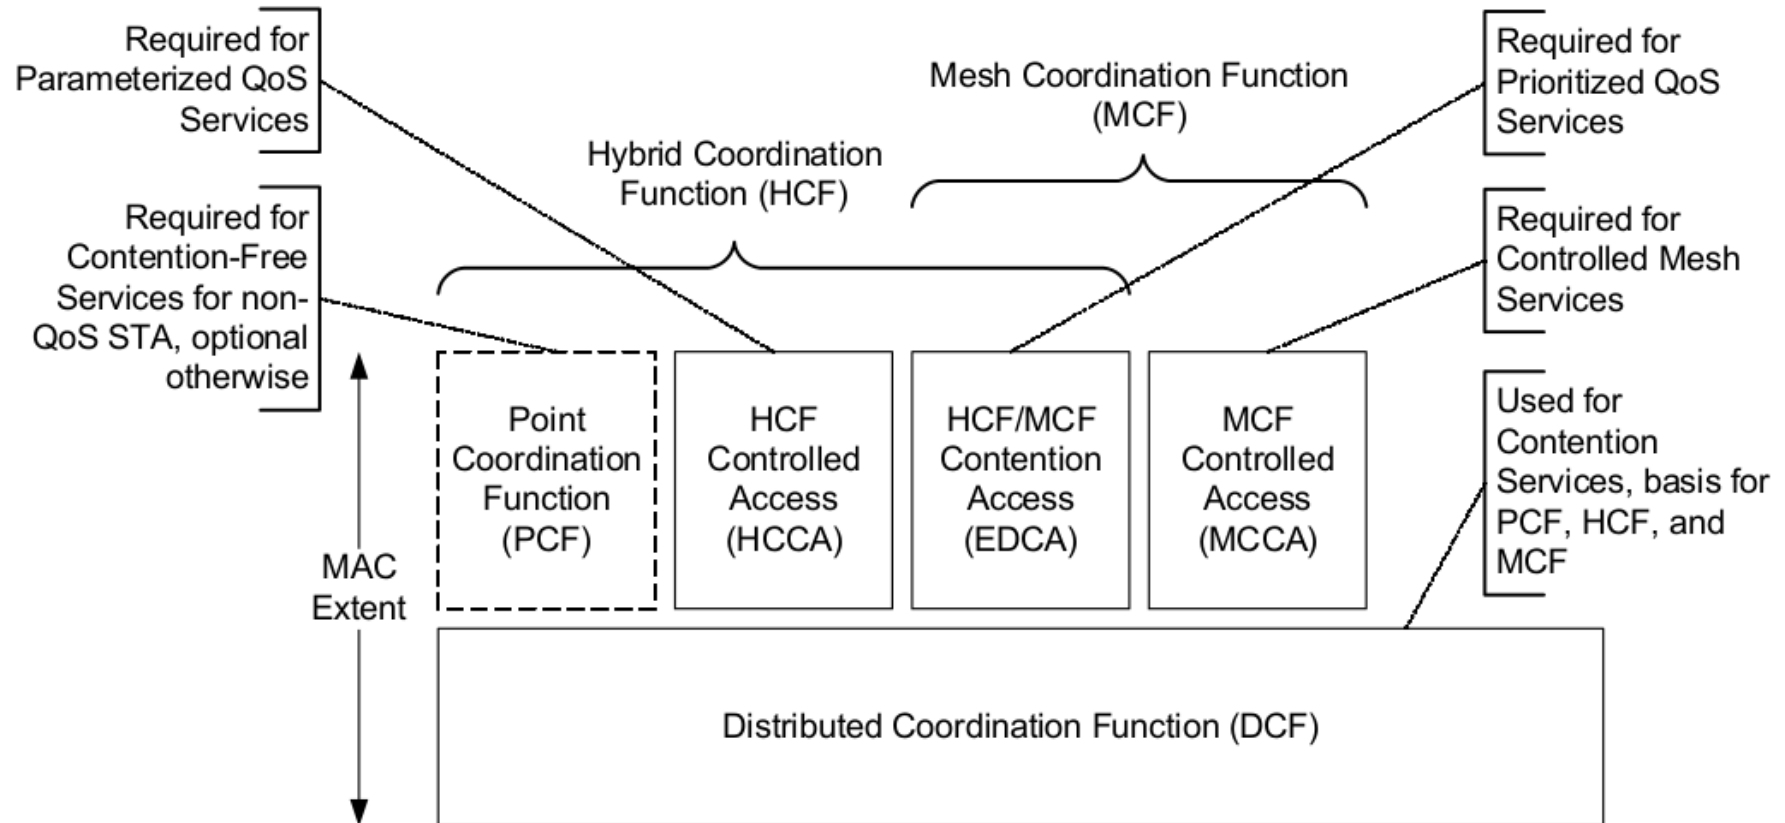 Required for
Parameterized QoS
Services
Required for
Contention-Free
Services for non-
QoS STA, optional
otherwise
Mesh Coordination Function
(MCF)
Hybrid Coordination
Function (HCF)
Required for
Prioritized QoS
Services
Required for
Controlled Mesh
Services
Used for
Contention
Services, basis for
PCF, HCF, and
MCF
MAC
Extent
Point
Coordination
Function
(PCF)
HCF
Controlled
Access
(HCCA)
HCF/MCF
Contention
Access
(EDCA)
MCF
Controlled
Access
(MCCA)
Distributed Coordination Function (DCF)